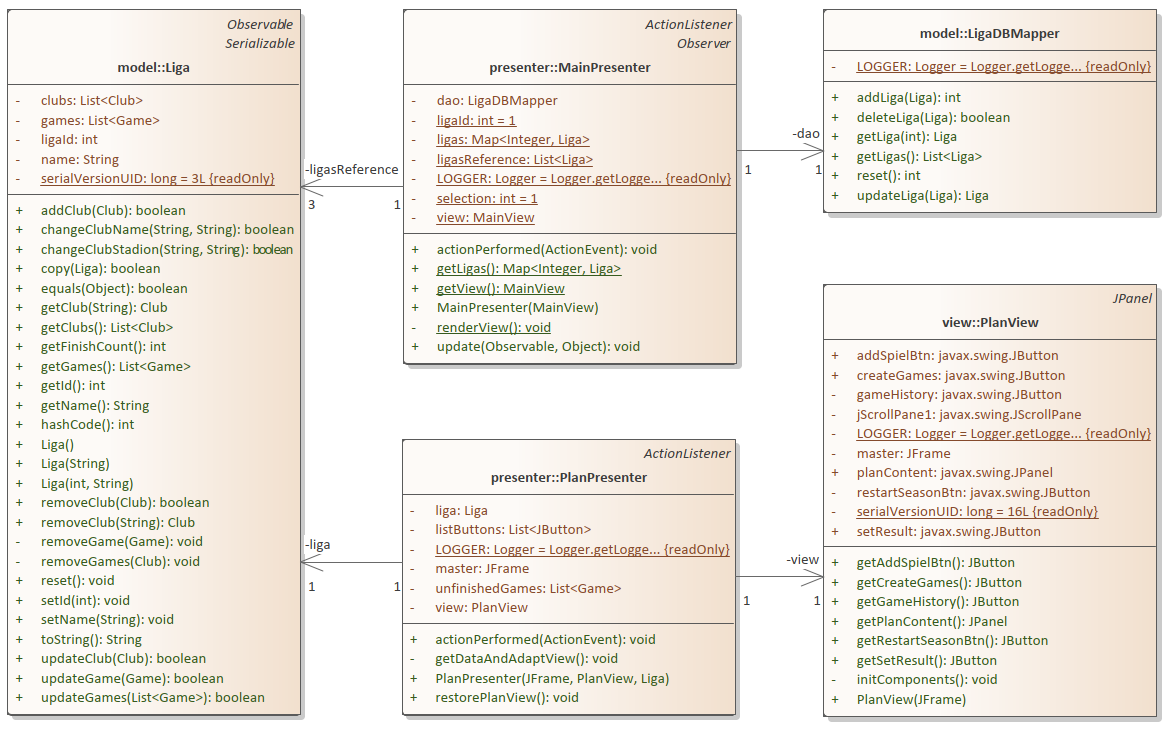 Observable
Serializable
model::Liga
- clubs: List<Club>
- games: List<Game>
- ligaId: int
- name: String
- serialVersionUID: long = 3L {readOnly}
+ addClub(Club): boolean
+ changeClubName(String, String): boolean
+ changeClubStadion(String, String): boolean
+ copy(Liga): boolean
+ equals(Object): boolean
+ getClub(String): Club
+ getClubs(): List<Club>
+ getFinishCount(): int
+ getGames(): List<Game>
+ getId(): int
+ getName(): String
+ hashCode(): int
+ Liga()
+ Liga(String)
+ Liga(int, String)
+ removeClub(Club): boolean
+ removeClub(String): Club
- removeGame(Game): void
- removeGames(Club): void
+ reset(): void
+ setId(int): void
+ setName(String): void
+ toString(): String
+ updateClub(Club): boolean
+ updateGame(Game): boolean
+ updateGames(List<Game>): boolean
-ligasReference
3
1
-liga
1
1
ActionListener
Observer
presenter::MainPresenter
- dao: LigaDBMapper
- ligaId: int = 1
- ligas: Map<Integer, Liga>
- ligasReference: List<Liga>
- LOGGER: Logger = Logger.getLogge... {readOnly}
- selection: int = 1
- view: MainView
+ actionPerformed(ActionEvent): void
+ getLigas(): Map<Integer, Liga>
+ getView(): MainView
+ MainPresenter(MainView)
- renderView(): void
+ update(Observable, Object): void
-dao
1
1
ActionListener
presenter::PlanPresenter
- liga: Liga
- listButtons: List<JButton>
- LOGGER: Logger = Logger.getLogge... {readOnly}
- master: JFrame
- unfinishedGames: List<Game>
- view: PlanView
+ actionPerformed(ActionEvent): void
- getDataAndAdaptView(): void
+ PlanPresenter(JFrame, PlanView, Liga)
+ restorePlanView(): void
-view
1
1
model::LigaDBMapper
- LOGGER: Logger = Logger.getLogge... {readOnly}
+ addLiga(Liga): int
+ deleteLiga(Liga): boolean
+ getLiga(int): Liga
+ getLigas(): List<Liga>
+ reset(): int
+ updateLiga(Liga): Liga
JPanel
view::PlanView
+ addSpielBtn: javax.swing.JButton
+ createGames: javax.swing.JButton
- gameHistory: javax.swing.JButton
- jScrollPane1: javax.swing.JScrollPane
- LOGGER: Logger = Logger.getLogge... {readOnly}
- master: JFrame
+ planContent: javax.swing.JPanel
- restartSeasonBtn: javax.swing.JButton
- serialVersionUID: long = 16L {readOnly}
+ setResult: javax.swing.JButton
+ getAddSpielBtn(): JButton
+ getCreateGames(): JButton
+ getGameHistory(): JButton
+ getPlanContent(): JPanel
+ getRestartSeasonBtn(): JButton
+ getSetResult(): JButton
- initComponents(): void
+ PlanView(JFrame)